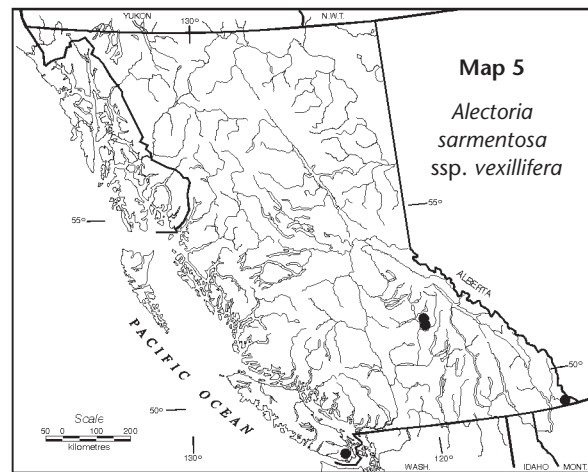 YUKON
N.W.T.
130°
Map 5
Alectoria
sarmentosa
ssp. vexillifera
55°
55°
ALBERTA
PACIFIC OCEAN
50°
50°
Scale
50 0 100 200
kilometres
130°
120°
WASH.
IDAHO
MONT.